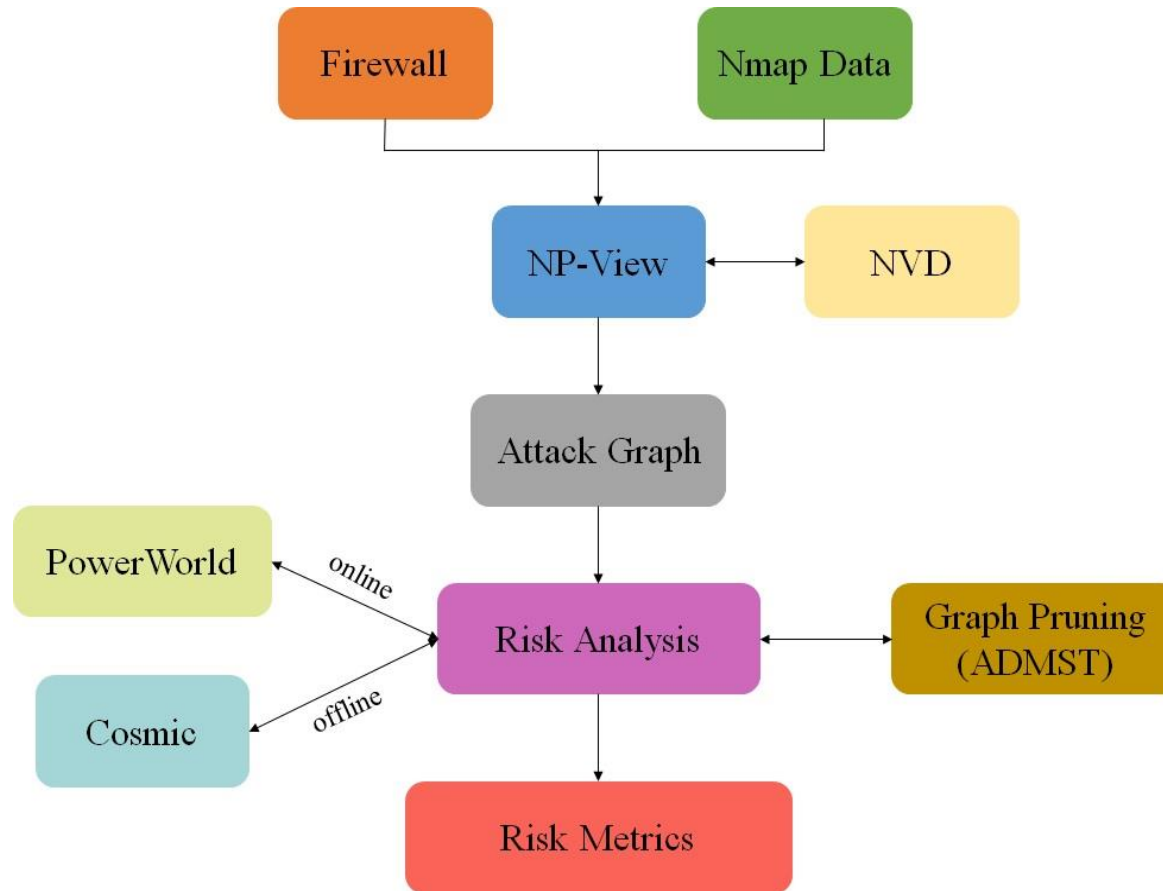 Firewall
Nmap Data
NP-View
NVD
Attack Graph
PowerWorld
online
Risk Analysis
Graph Pruning
(ADMST)
Cosmic
offline
Risk Metrics